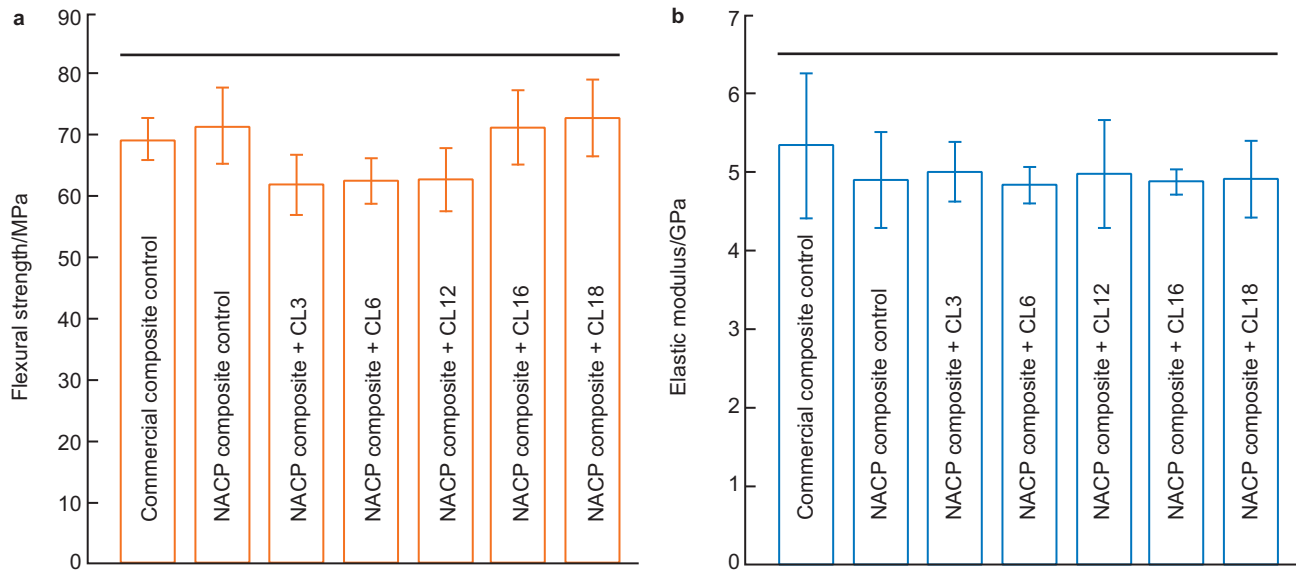 a
90
80
70
60
50
40
30
20
10
0
Flexural strength/MPa
Commercial composite control
NACP composite control
NACP composite + CL3
NACP composite + CL6
NACP composite + CL12
NACP composite + CL16
NACP composite + CL18
b
7
6
5
4
3
2
1
0
Elastic modulus/GPa
Commercial composite control
NACP composite control
NACP composite + CL3
NACP composite + CL6
NACP composite + CL12
NACP composite + CL16
NACP composite + CL18